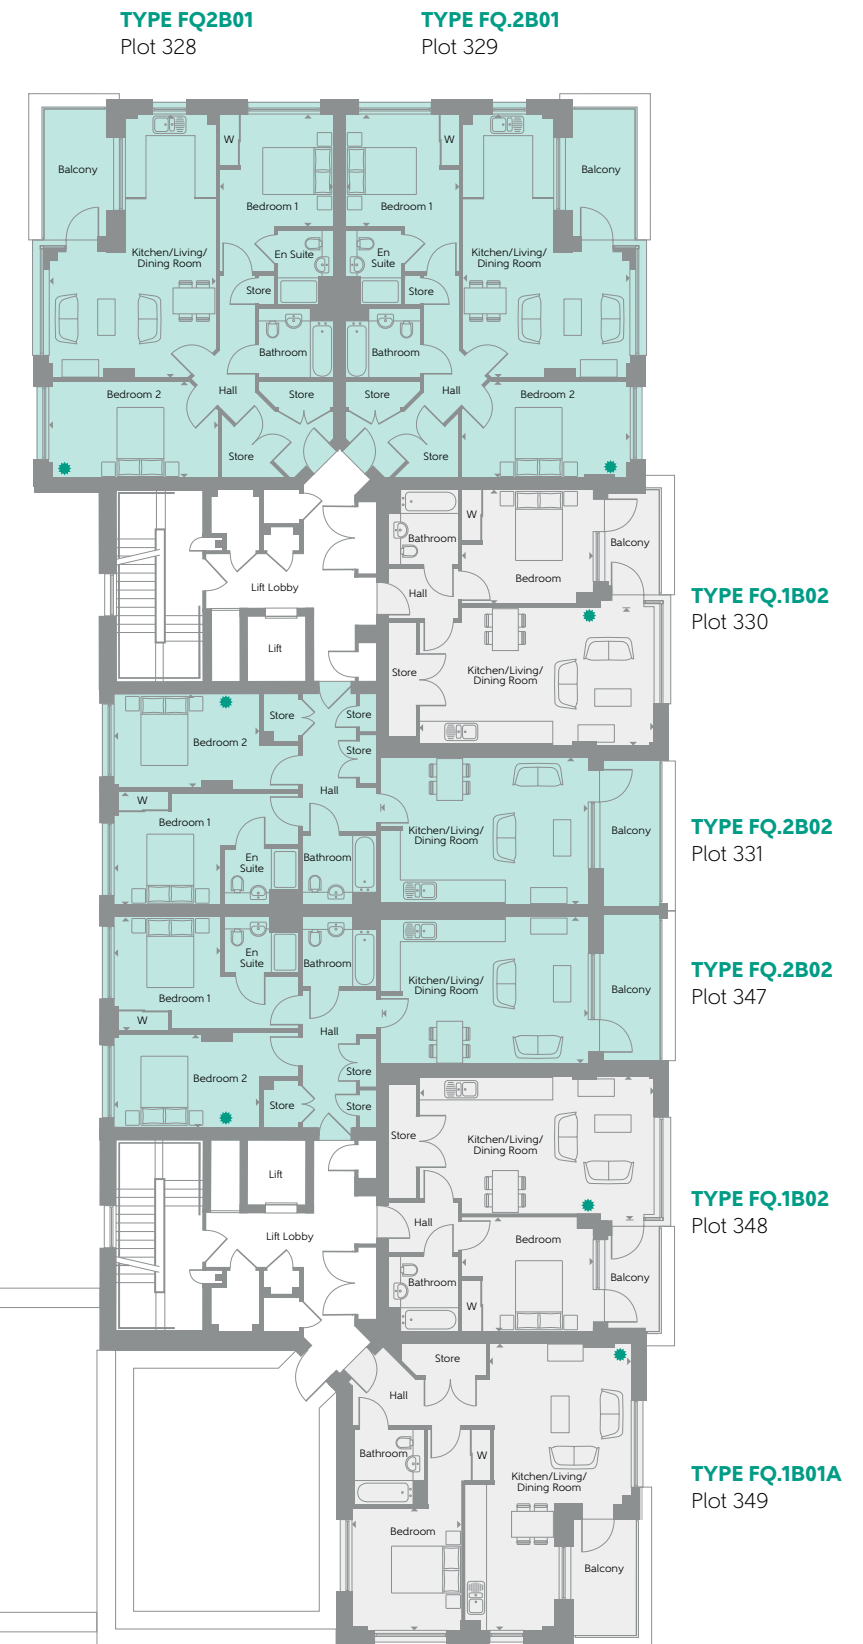 TYPE FQ2B01
Plot 328
TYPE FQ.2B01
Plot 329
Balcony
W
Bedroom 1
Kitchen/Living/
Dining Room
En Suite
Store
Bathroom
Hall
Bedroom 2
Store
Store
W
Balcony
Bedroom 1
Kitchen/Living/
Dining Room
En
Suite
Store
Bathroom
Hall
Store
Bedroom 2
Store
Lift Lobby
Lift
Bathroom
W
Balcony
Bedroom
Hall
Store
Kitchen/Living/
Dining Room
TYPE FQ.1B02
Plot 330
Store
Store
Bedroom 2
Store
Hall
W
Bedroom 1
En
Suite
Bathroom
Kitchen/Living/
Dining Room
Balcony
TYPE FQ.2B02
Plot 331
En
Suite
Bathroom
Bedroom 1
W
Hall
Kitchen/Living/
Dining Room
Balcony
Bedroom 2
Store
Store
Store
TYPE FQ.2B02
Plot 347
Lift
Lift Lobby
Store
Kitchen/Living/
Dining Room
Hall
Bedroom
Bathroom
W
Balcony
TYPE FQ.1B02
Plot 348
Store
Hall
Bathroom
W
Kitchen/Living/
Dining Room
Bedroom
Balcony
TYPE FQ.1B01A
Plot 349